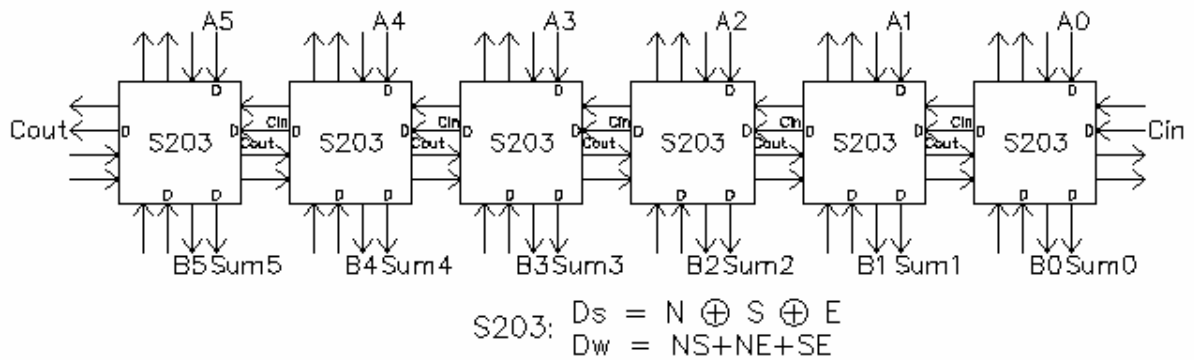 A5 A4 A3 A2 A1 A0
D D D D D D
Cin Cin Cin Cin Cin
Cout D S203 D D S203 D D S203 D D S203 D D S203 D D S203 D Cin
Cout Cout Cout Cout Cout
D D D D D D D D D D D D
B5 Sum5 B4 Sum4 B3 Sum3 B2 Sum2 B1 Sum1 B0 Sum0
S203: Ds = N ⊕ S ⊕ E
Dw = NS+NE+SE